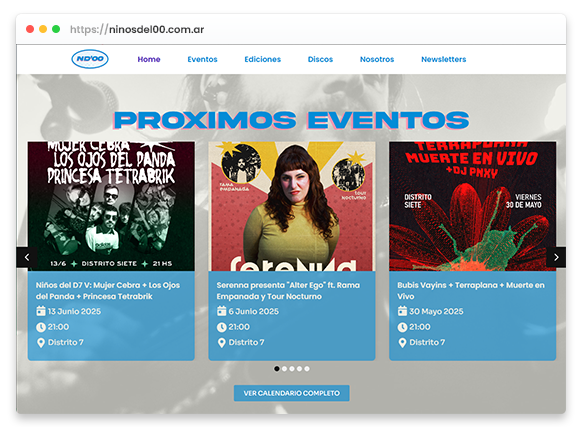 https://ninosdel00.com.ar
ND'00
Home
Eventos
Ediciones
Discos
Nosotros
Newsletters
PROXIMOS EVENTOS
MUJER CEBRA
LOS OJOS DEL PANDA
PRINCESA TETRABRIK
13/6 + DISTRITO SIETE + 21 HS
RAMA
EMPANADA
TOUR
NOCTURNO
serenna
TERRAPLANA
MUERTE EN VIVO
+DJ PNXY
DISTRITO
SIETE
VIERNES
30 DE MAYO
Niños del D7 V: Mujer Cebra + Los Ojos
del Panda + Princesa Tetrabrik
13 Junio 2025
21:00
Distrito 7
Serenna presenta "Alter Ego" ft. Rama
Empanada y Tour Nocturno
6 Junio 2025
21:00
Distrito 7
Bubis Vayins + Terraplana + Muerte en
Vivo
30 Mayo 2025
21:00
Distrito 7
VER CALENDARIO COMPLETO